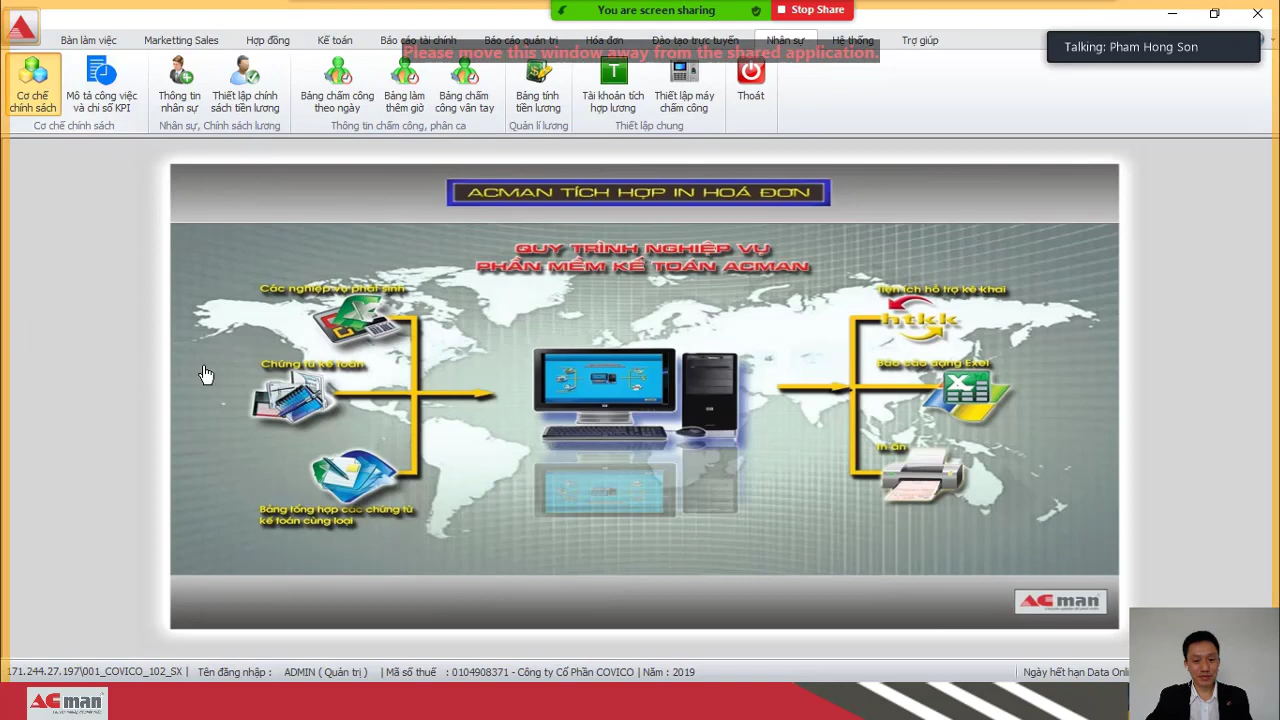 You are screen sharing
Stop Share
Bàn làm việc
Marketting Sales
Hợp đồng
Kế toán
Báo cáo tài chính
Báo cáo quản trị
Hóa đơn
Đào tạo trực tuyến
Nhân sự
Hệ thống
Trợ giúp
Please move this window away from the shared application.
Talking: Pham Hong Son
Cơ chế
chính sách
Mô tả công việc
và chỉ số KPI
Thông tin
nhân sự
Thiết lập chính
sách tiền lương
Bảng chấm công
theo ngày
Bảng làm
thêm giờ
Bảng chấm
công vân tay
Bảng tính
tiền lương
T
Tài khoản tích
hợp lương
Thiết lập máy
chấm công
Thoát
Cơ chế chính sách
Nhân sự, Chính sách lương
Thông tin chấm công, phân ca
Quản lí lương
Thiết lập chung
ACMAN TÍCH HỢP IN HOÁ ĐƠN
QUY TRÌNH NGHIỆP VỤ
PHẦN MỀM KẾ TOÁN ACMAN
Các nghiệp vụ phát sinh
Tiện ích hỗ trợ kê khai
htkk
Chứng từ kế toán
Báo cáo dạng Exel
In ấn
Bảng tổng hợp các chứng từ
kế toán cùng loại
ACman
171.244.27.197\001_COVICO_102_SX | Tên đăng nhập : ADMIN ( Quản trị ) | Mã số thuế : 0104908371 - Công ty Cổ Phần COVICO | Năm : 2019
Ngày hết hạn Data Onli
ACman